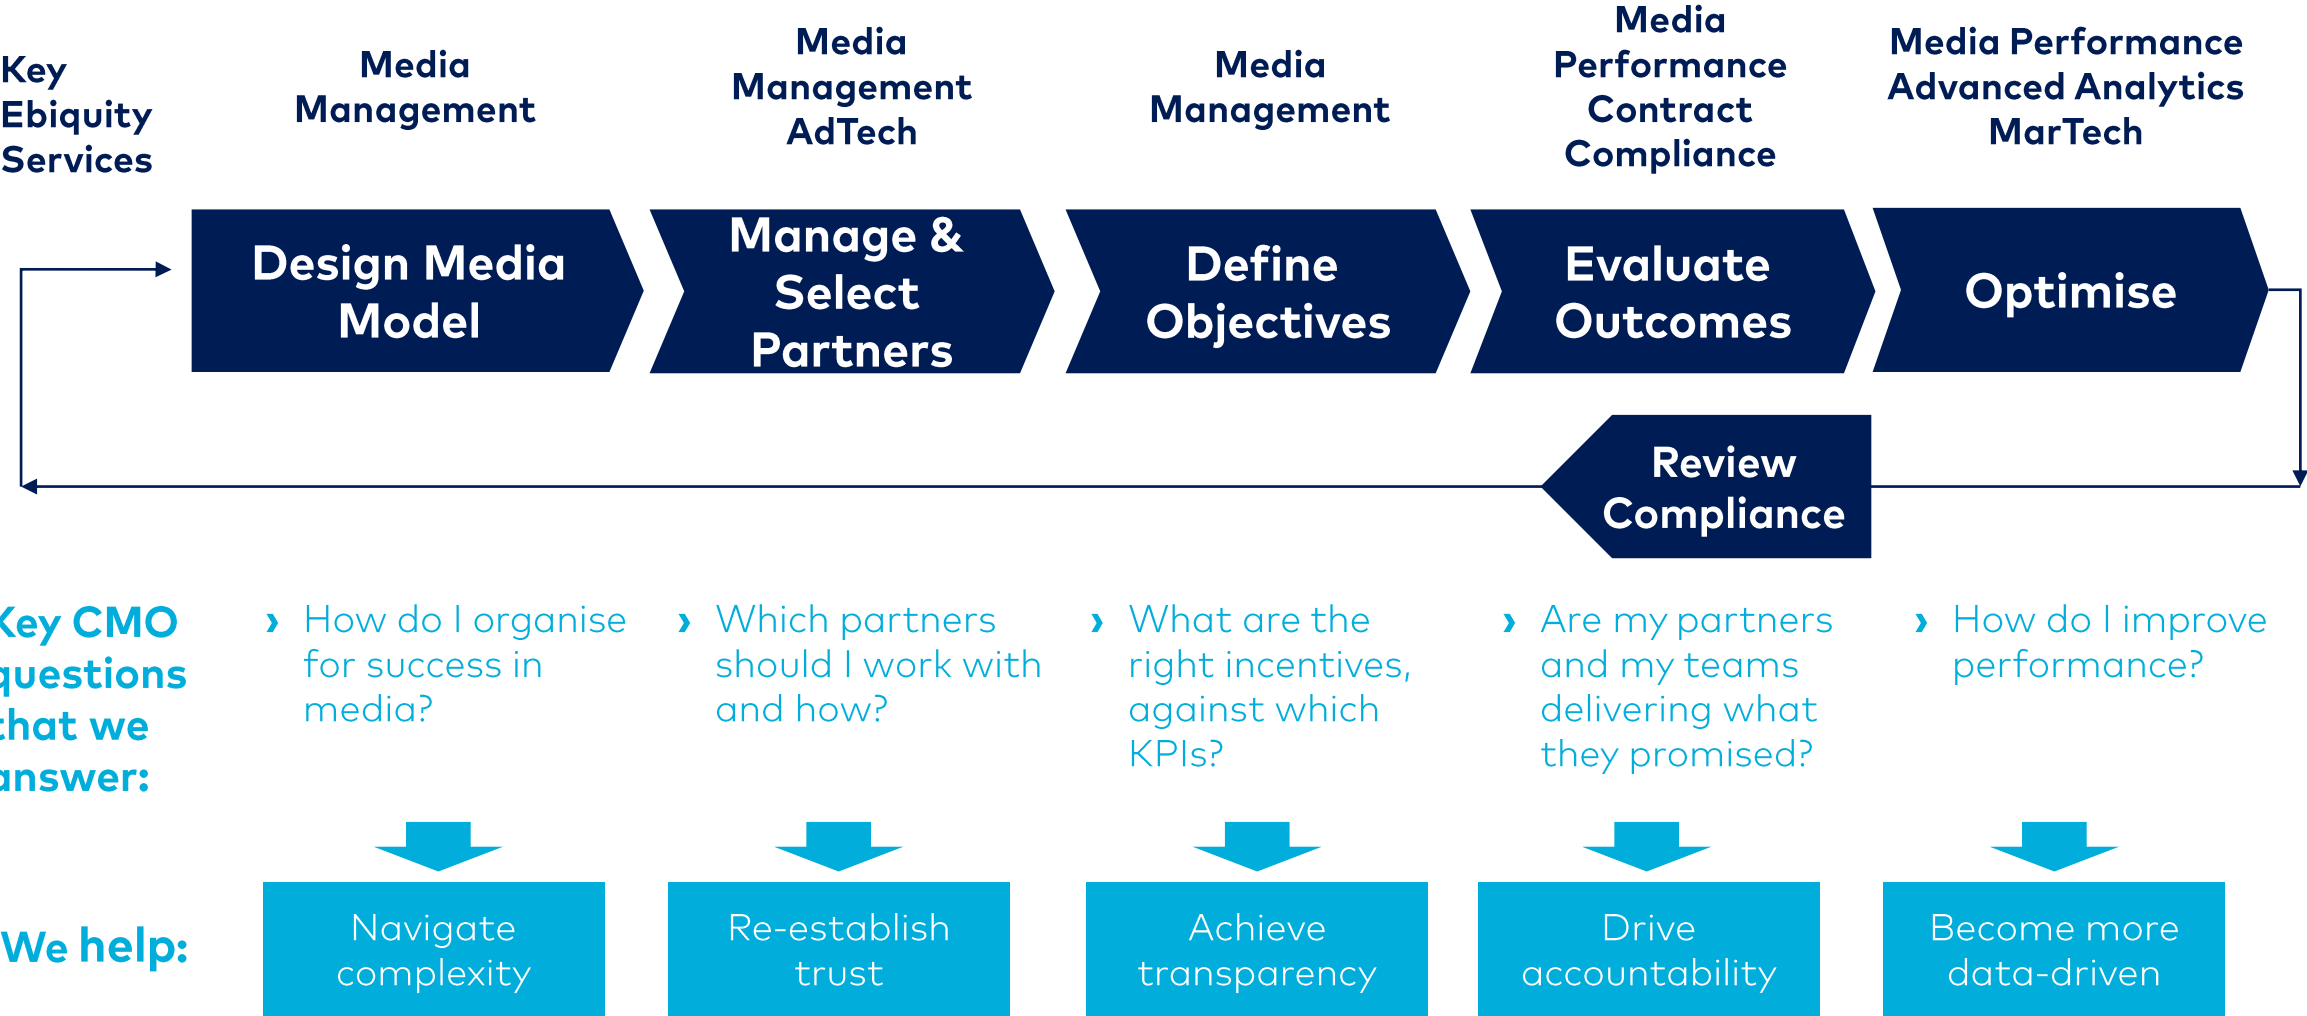 Key
Ebiquity
Services
Media
Management
Media
Management
AdTech
Media
Management
Media
Performance
Contract
Compliance
Media Performance
Advanced Analytics
MarTech
Design Media
Model
Manage &
Select
Partners
Define
Objectives
Evaluate
Outcomes
Optimise
Review
Compliance
Key CMO
questions
that we
answer:
› How do I organise
for success in
media?
› Which partners
should I work with
and how?
› What are the
right incentives,
against which
KPIs?
› Are my partners
and my teams
delivering what
they promised?
› How do I improve
performance?
We help:
Navigate
complexity
Re-establish
trust
Achieve
transparency
Drive
accountability
Become more
data-driven